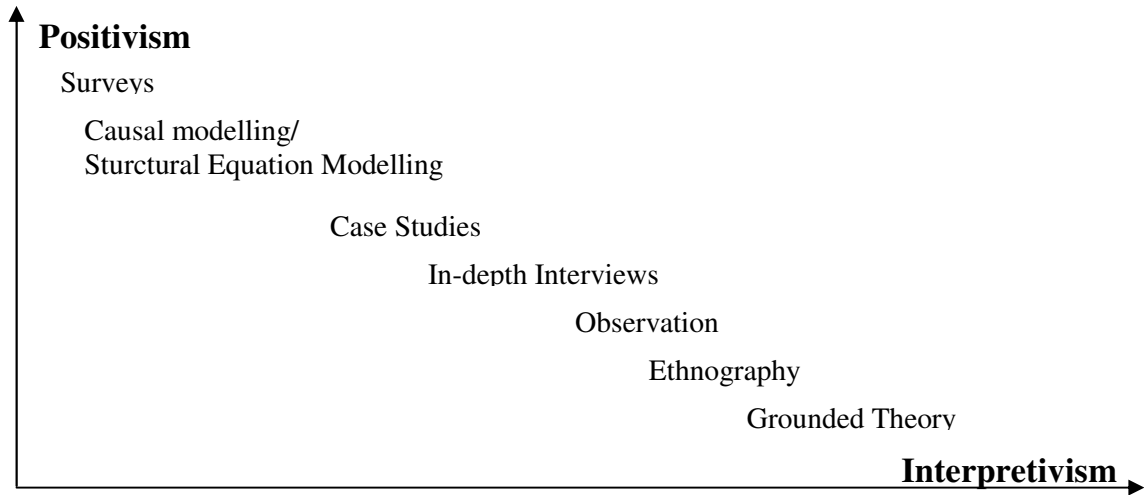 Positivism
Surveys
Causal modelling/
Sturctural Equation Modelling
Case Studies
In-depth Interviews
Observation
Ethnography
Grounded Theory
Interpretivism